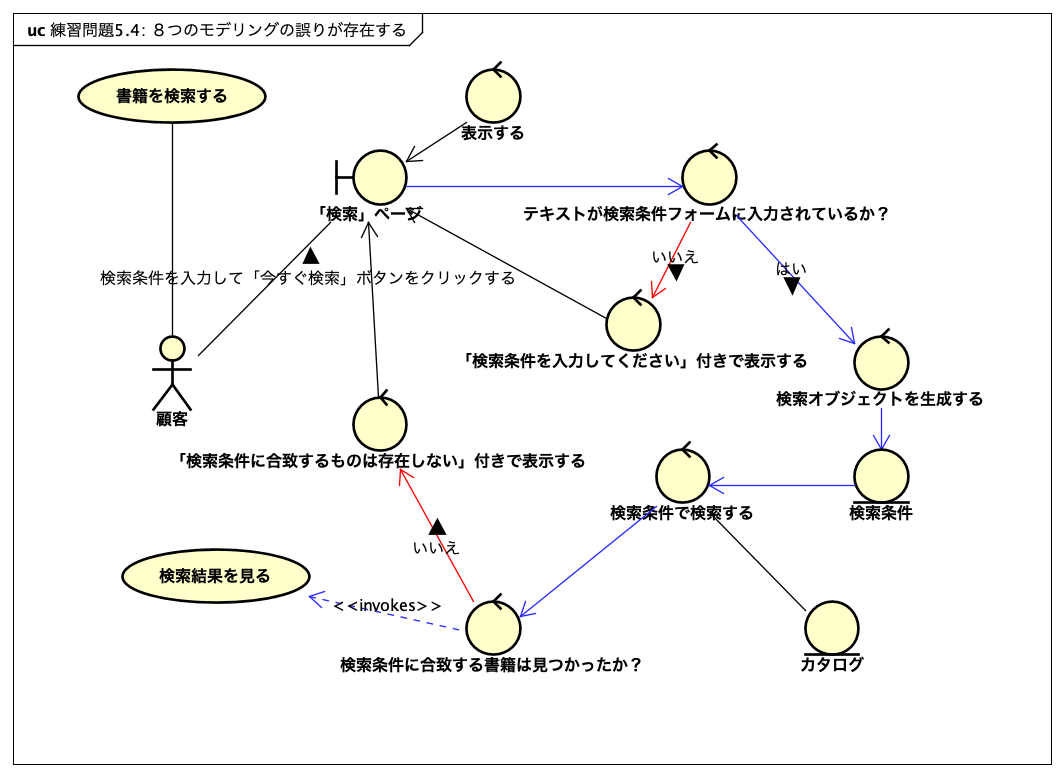 uc 練習問題5.4: ８つのモデリングの誤りが存在する
書籍を検索する
表示する
「検索」ページ
テキストが検索条件フォームに入力されているか？
いいえ
はい
検索条件を入力して「今すぐ検索」ボタンをクリックする
「検索条件を入力してください」付きで表示する
検索オブジェクトを生成する
顧客
「検索条件に合致するものは存在しない」付きで表示する
検索条件で検索する
検索条件
いいえ
検索結果を見る
<<invokes>>
検索条件に合致する書籍は見つかったか？
カタログ